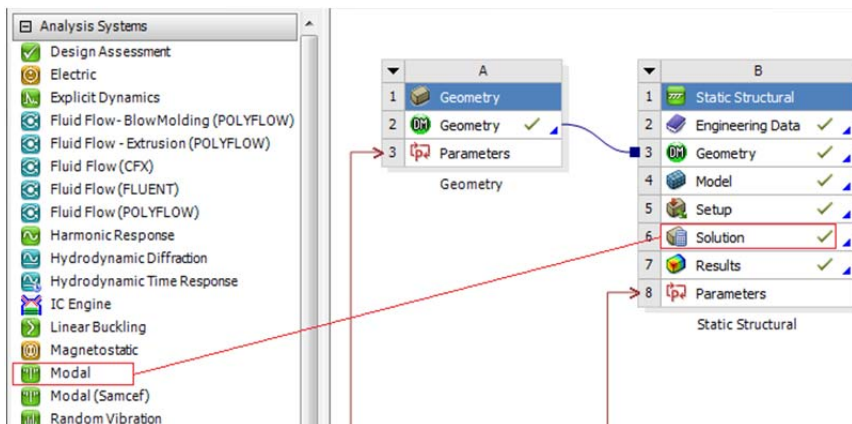 Analysis Systems
Design Assessment
Electric
Explicit Dynamics
Fluid Flow- BlowMolding (POLYFLOW)
Fluid Flow - Extrusion (POLYFLOW)
Fluid Flow (CFX)
Fluid Flow (FLUENT)
Fluid Flow (POLYFLOW)
Harmonic Response
Hydrodynamic Diffraction
Hydrodynamic Time Response
IC Engine
Linear Buckling
Magnetostatic
Modal
Modal (Samcef)
Random Vibration
A
1 Geometry
2 DM Geometry
3 Parameters
Geometry
B
1 Static Structural
2 Engineering Data
3 DM Geometry
4 Model
5 Setup
6 Solution
7 Results
8 Parameters
Static Structural